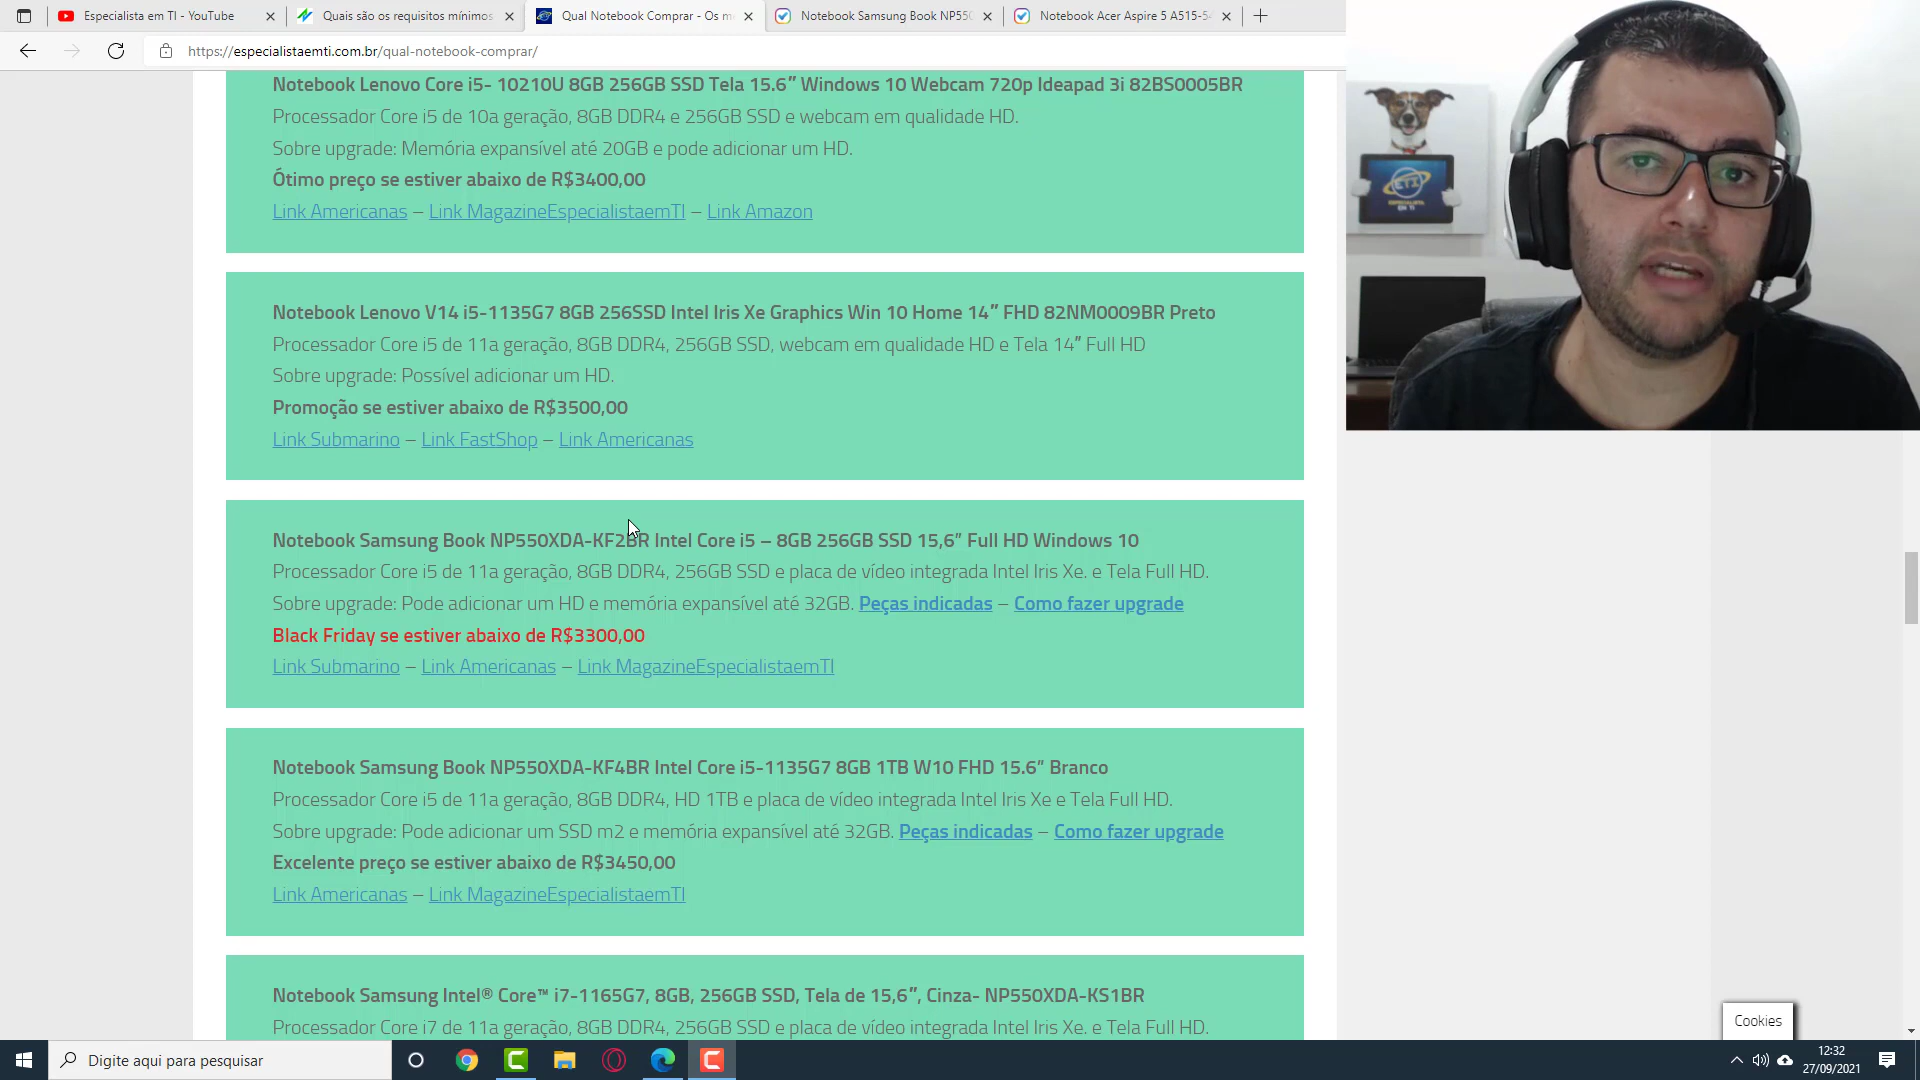 Especialista em TI - YouTube
Quais são os requisitos mínimos
Qual Notebook Comprar - Os m
Notebook Samsung Book NP550
Notebook Acer Aspire 5 A515-54
https://especialistaemti.com.br/qual-notebook-comprar/
Notebook Lenovo Core i5- 10210U 8GB 256GB SSD Tela 15.6″ Windows 10 Webcam 720p Ideapad 3i 82BS0005BR
Processador Core i5 de 10a geração, 8GB DDR4 e 256GB SSD e webcam em qualidade HD.
Sobre upgrade: Memória expansível até 20GB e pode adicionar um HD.
Ótimo preço se estiver abaixo de R$3400,00
Link Americanas – Link MagazineEspecialistaemTI – Link Amazon
Notebook Lenovo V14 i5-1135G7 8GB 256SSD Intel Iris Xe Graphics Win 10 Home 14″ FHD 82NM0009BR Preto
Processador Core i5 de 11a geração, 8GB DDR4, 256GB SSD, webcam em qualidade HD e Tela 14″ Full HD
Sobre upgrade: Possível adicionar um HD.
Promoção se estiver abaixo de R$3500,00
Link Submarino – Link FastShop – Link Americanas
Notebook Samsung Book NP550XDA-KF2BR Intel Core i5 – 8GB 256GB SSD 15,6” Full HD Windows 10
Processador Core i5 de 11a geração, 8GB DDR4, 256GB SSD e placa de vídeo integrada Intel Iris Xe. e Tela Full HD.
Sobre upgrade: Pode adicionar um HD e memória expansível até 32GB. Peças indicadas – Como fazer upgrade
Black Friday se estiver abaixo de R$3300,00
Link Submarino – Link Americanas – Link MagazineEspecialistaemTI
Notebook Samsung Book NP550XDA-KF4BR Intel Core i5-1135G7 8GB 1TB W10 FHD 15.6” Branco
Processador Core i5 de 11a geração, 8GB DDR4, HD 1TB e placa de vídeo integrada Intel Iris Xe e Tela Full HD.
Sobre upgrade: Pode adicionar um SSD m2 e memória expansível até 32GB. Peças indicadas – Como fazer upgrade
Excelente preço se estiver abaixo de R$3450,00
Link Americanas – Link MagazineEspecialistaemTI
Notebook Samsung Intel® Core™ i7-1165G7, 8GB, 256GB SSD, Tela de 15,6″, Cinza- NP550XDA-KS1BR
Processador Core i7 de 11a geração, 8GB DDR4, 256GB SSD e placa de vídeo integrada Intel Iris Xe. e Tela Full HD.
ETI
ESPECIALISTA
EM TI
Cookies
Digite aqui para pesquisar
12:32
27/09/2021